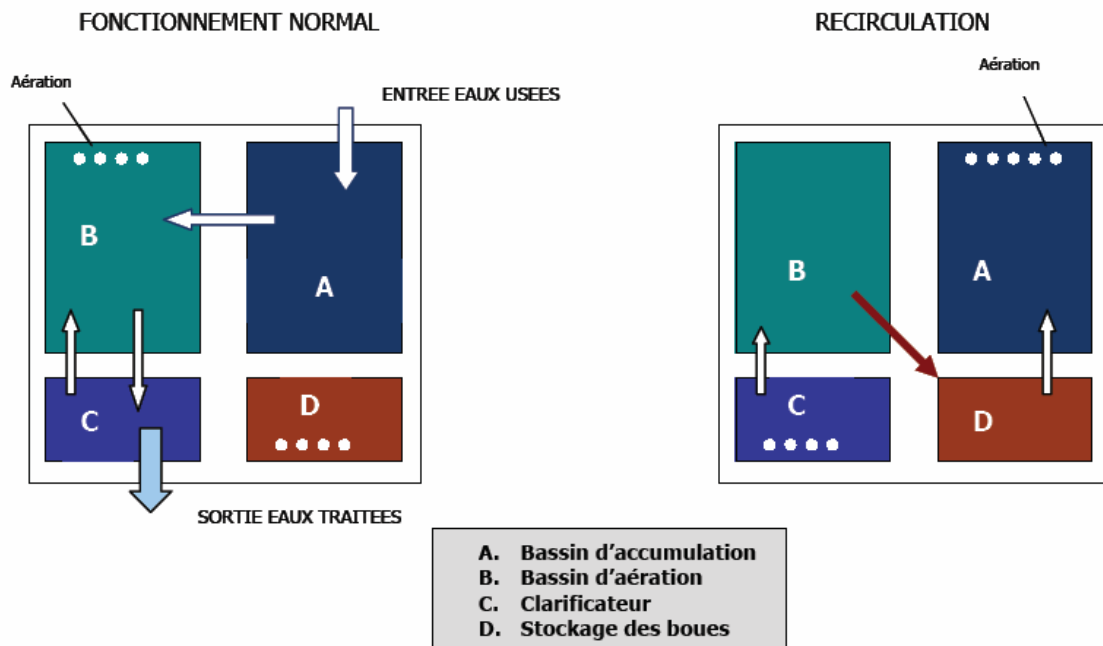 FONCTIONNEMENT NORMAL
RECIRCULATION
Aération
Aération
ENTREE EAUX USEES
B
A
B
A
C
D
C
D
SORTIE EAUX TRAITEES
A. Bassin d'accumulation
B. Bassin d'aération
C. Clarificateur
D. Stockage des boues